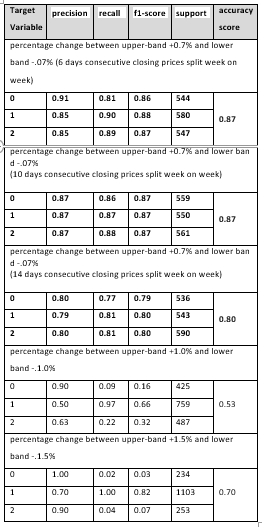 Target Variable precision recall f1-score support accuracy score
percentage change between upper-band +0.7% and lower
band -.07% (6 days consecutive closing prices split week on
week)
0 0.91 0.81 0.86 544
1 0.85 0.90 0.88 580 0.87
2 0.85 0.89 0.87 547
percentage change between upper-band +0.7% and lower ban
d -.07%
(10 days consecutive closing prices split week on week)
0 0.87 0.86 0.87 559
1 0.87 0.87 0.87 550 0.87
2 0.87 0.88 0.87 561
percentage change between upper-band +0.7% and lower ban
d -.07%
(14 days consecutive closing prices split week on week)
0 0.80 0.77 0.79 536
1 0.79 0.81 0.80 543 0.80
2 0.80 0.81 0.80 590
percentage change between upper-band +1.0% and lower
band -.1.0%
0 0.90 0.09 0.16 425
1 0.50 0.97 0.66 759 0.53
2 0.63 0.22 0.32 487
percentage change between upper-band +1.5% and lower
band -.1.5%
0 1.00 0.02 0.03 234
1 0.70 1.00 0.82 1103 0.70
2 0.90 0.04 0.07 253